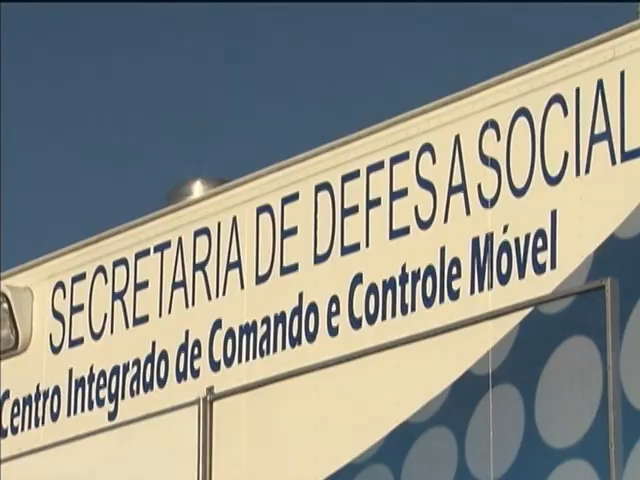 SECRETARIA DE DEFESA SOCIAL
Centro Integrado de Comando e Controle Móvel